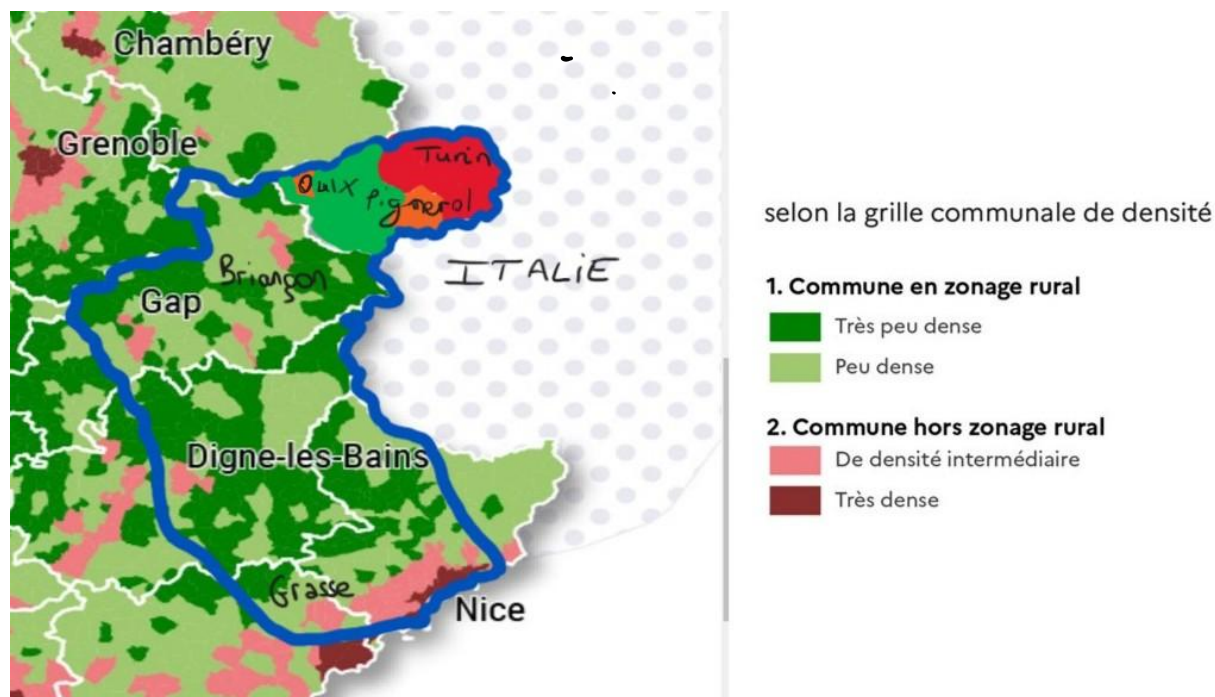 Chambéry
Grenoble
Turin
Oulx
Pignerol
ITALIE
Briançon
Gap
Digne-les-Bains
Grasse
Nice
selon la grille communale de densité
1. Commune en zonage rural
Très peu dense
Peu dense
2. Commune hors zonage rural
De densité intermédiaire
Très dense